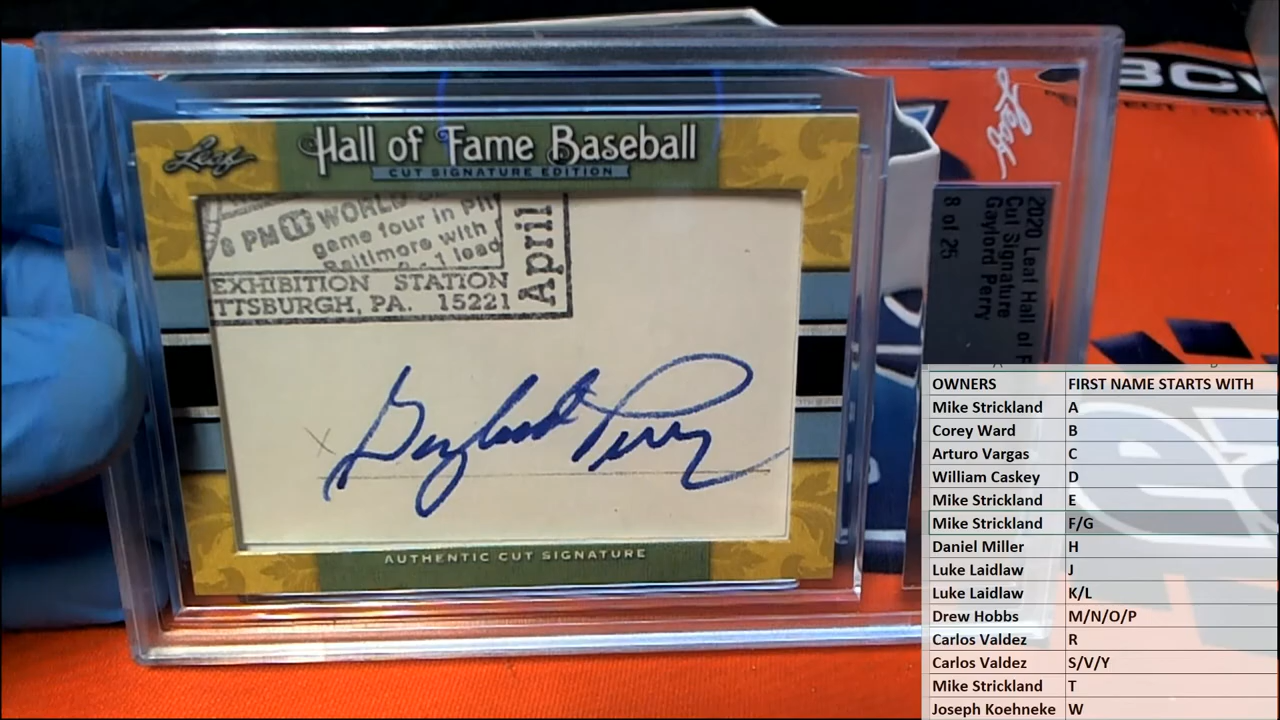 Leaf
Hall of Fame Baseball
CUT SIGNATURE EDITION
8 PM
game tour in
Baltimore with
1 lead
April
EXHIBITION STATION
TTSBURGH, PA. 15221
X
Gaylord Perry
AUTHENTIC CUT SIGNATURE
Leaf
2020 Leaf Hall of F
Cut Signature
Gaylord Perry
8 of 25
BCW
OWNERS FIRST NAME STARTS WITH
Mike Strickland A
Corey Ward B
Arturo Vargas C
William Caskey D
Mike Strickland E
Mike Strickland F/G
Daniel Miller H
Luke Laidlaw J
Luke Laidlaw K/L
Drew Hobbs M/N/O/P
Carlos Valdez R
Carlos Valdez S/V/Y
Mike Strickland T
Joseph Koehneke W